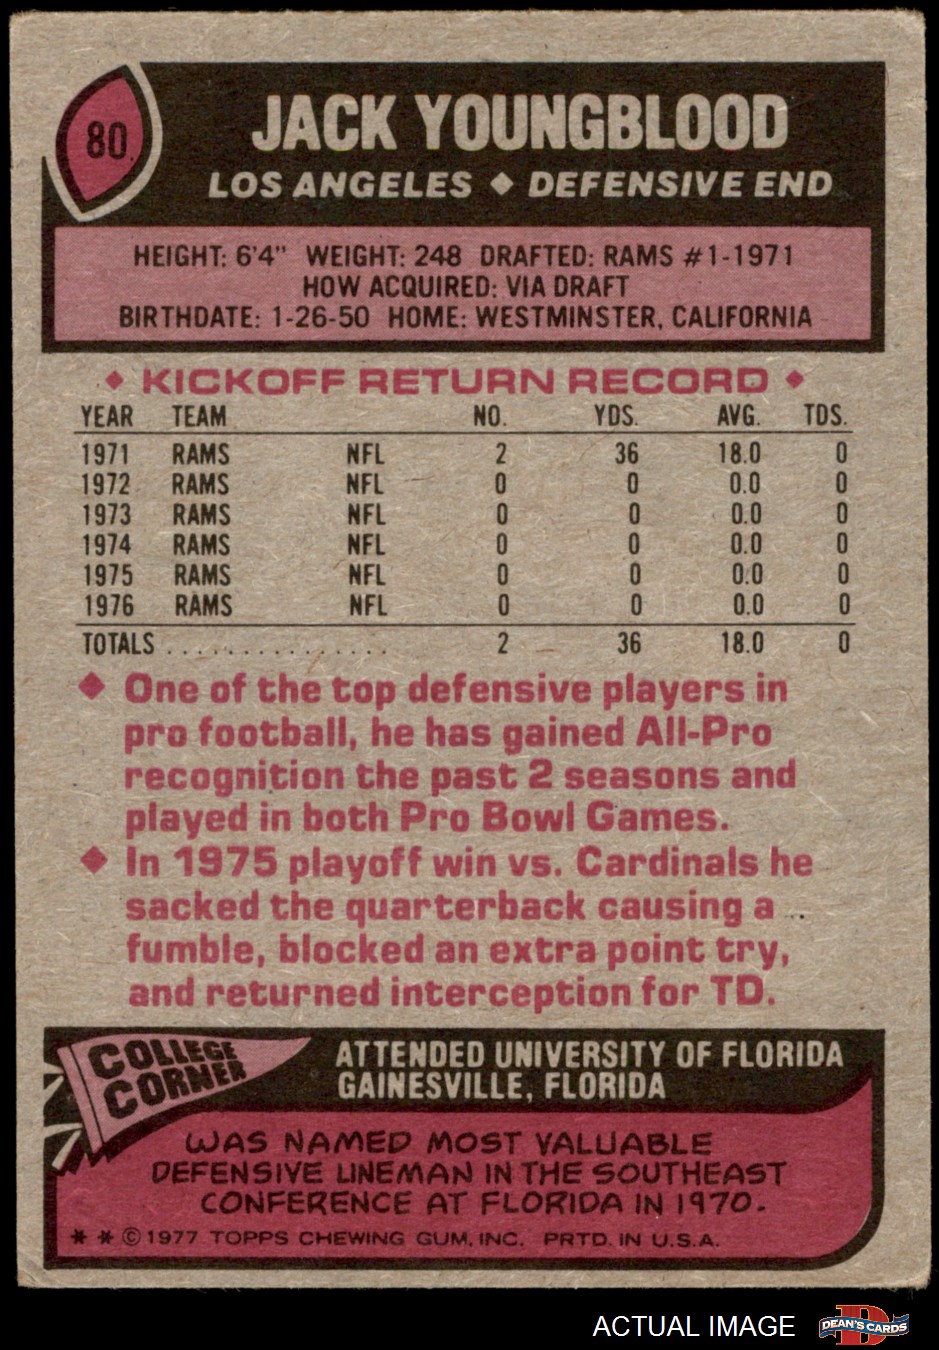 80
JACK YOUNGBLOOD
LOS ANGELES ◆ DEFENSIVE END
HEIGHT: 6'4" WEIGHT: 248 DRAFTED: RAMS #1-1971
HOW ACQUIRED: VIA DRAFT
BIRTHDATE: 1-26-50 HOME: WESTMINSTER, CALIFORNIA
◆ KICKOFF RETURN RECORD ◆
YEAR TEAM NO. YDS. AVG. TDS.
1971 RAMS NFL 2 36 18.0 0
1972 RAMS NFL 0 0 0.0 0
1973 RAMS NFL 0 0 0.0 0
1974 RAMS NFL 0 0 0.0 0
1975 RAMS NFL 0 0 0.0 0
1976 RAMS NFL 0 0 0.0 0
TOTALS . . . . . . . . . . . . . . . 2 36 18.0 0
◆ One of the top defensive players in
pro football, he has gained All-Pro
recognition the past 2 seasons and
played in both Pro Bowl Games.
◆ In 1975 playoff win vs. Cardinals he
sacked the quarterback causing a
fumble, blocked an extra point try,
and returned interception for TD.
COLLEGE
CORNER
ATTENDED UNIVERSITY OF FLORIDA
GAINESVILLE, FLORIDA
WAS NAMED MOST VALUABLE
DEFENSIVE LINEMAN IN THE SOUTHEAST
CONFERENCE AT FLORIDA IN 1970.
* * © 1977 TOPPS CHEWING GUM, INC. PRTD. IN U.S.A.
ACTUAL IMAGE
D
DEAN'S CARDS